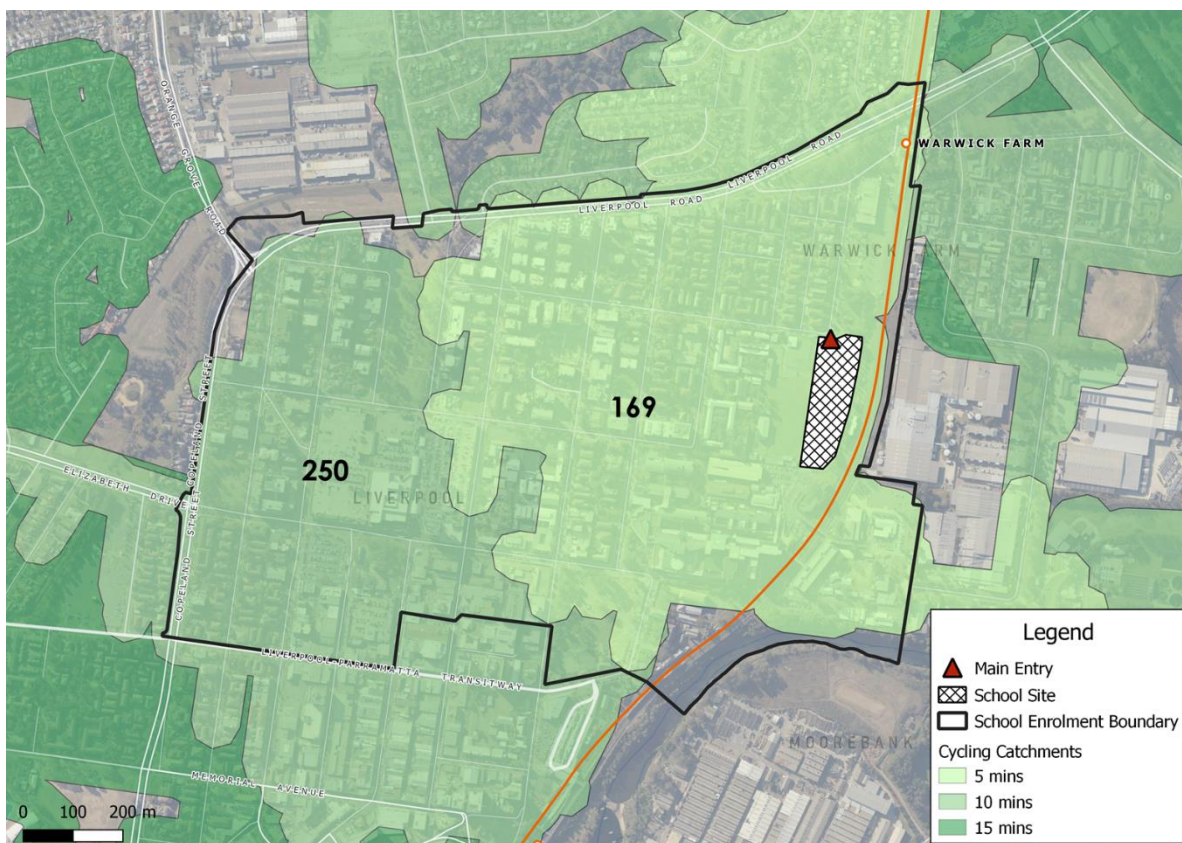 ORANGE GROVE ROAD
WARWICK FARM
LIVERPOOL ROAD
LIVERPOOL ROAD
WARWICK FARM
COPELAND STREET
169
250
LIVERPOOL
ELIZABETH DRIVE
COPELAND STREET
LIVERPOOL-PARRAMATTA TRANSITWAY
MOOREBANK
MEMORIAL AVENUE
0 100 200 m
Legend
Main Entry
School Site
School Enrolment Boundary
Cycling Catchments
5 mins
10 mins
15 mins